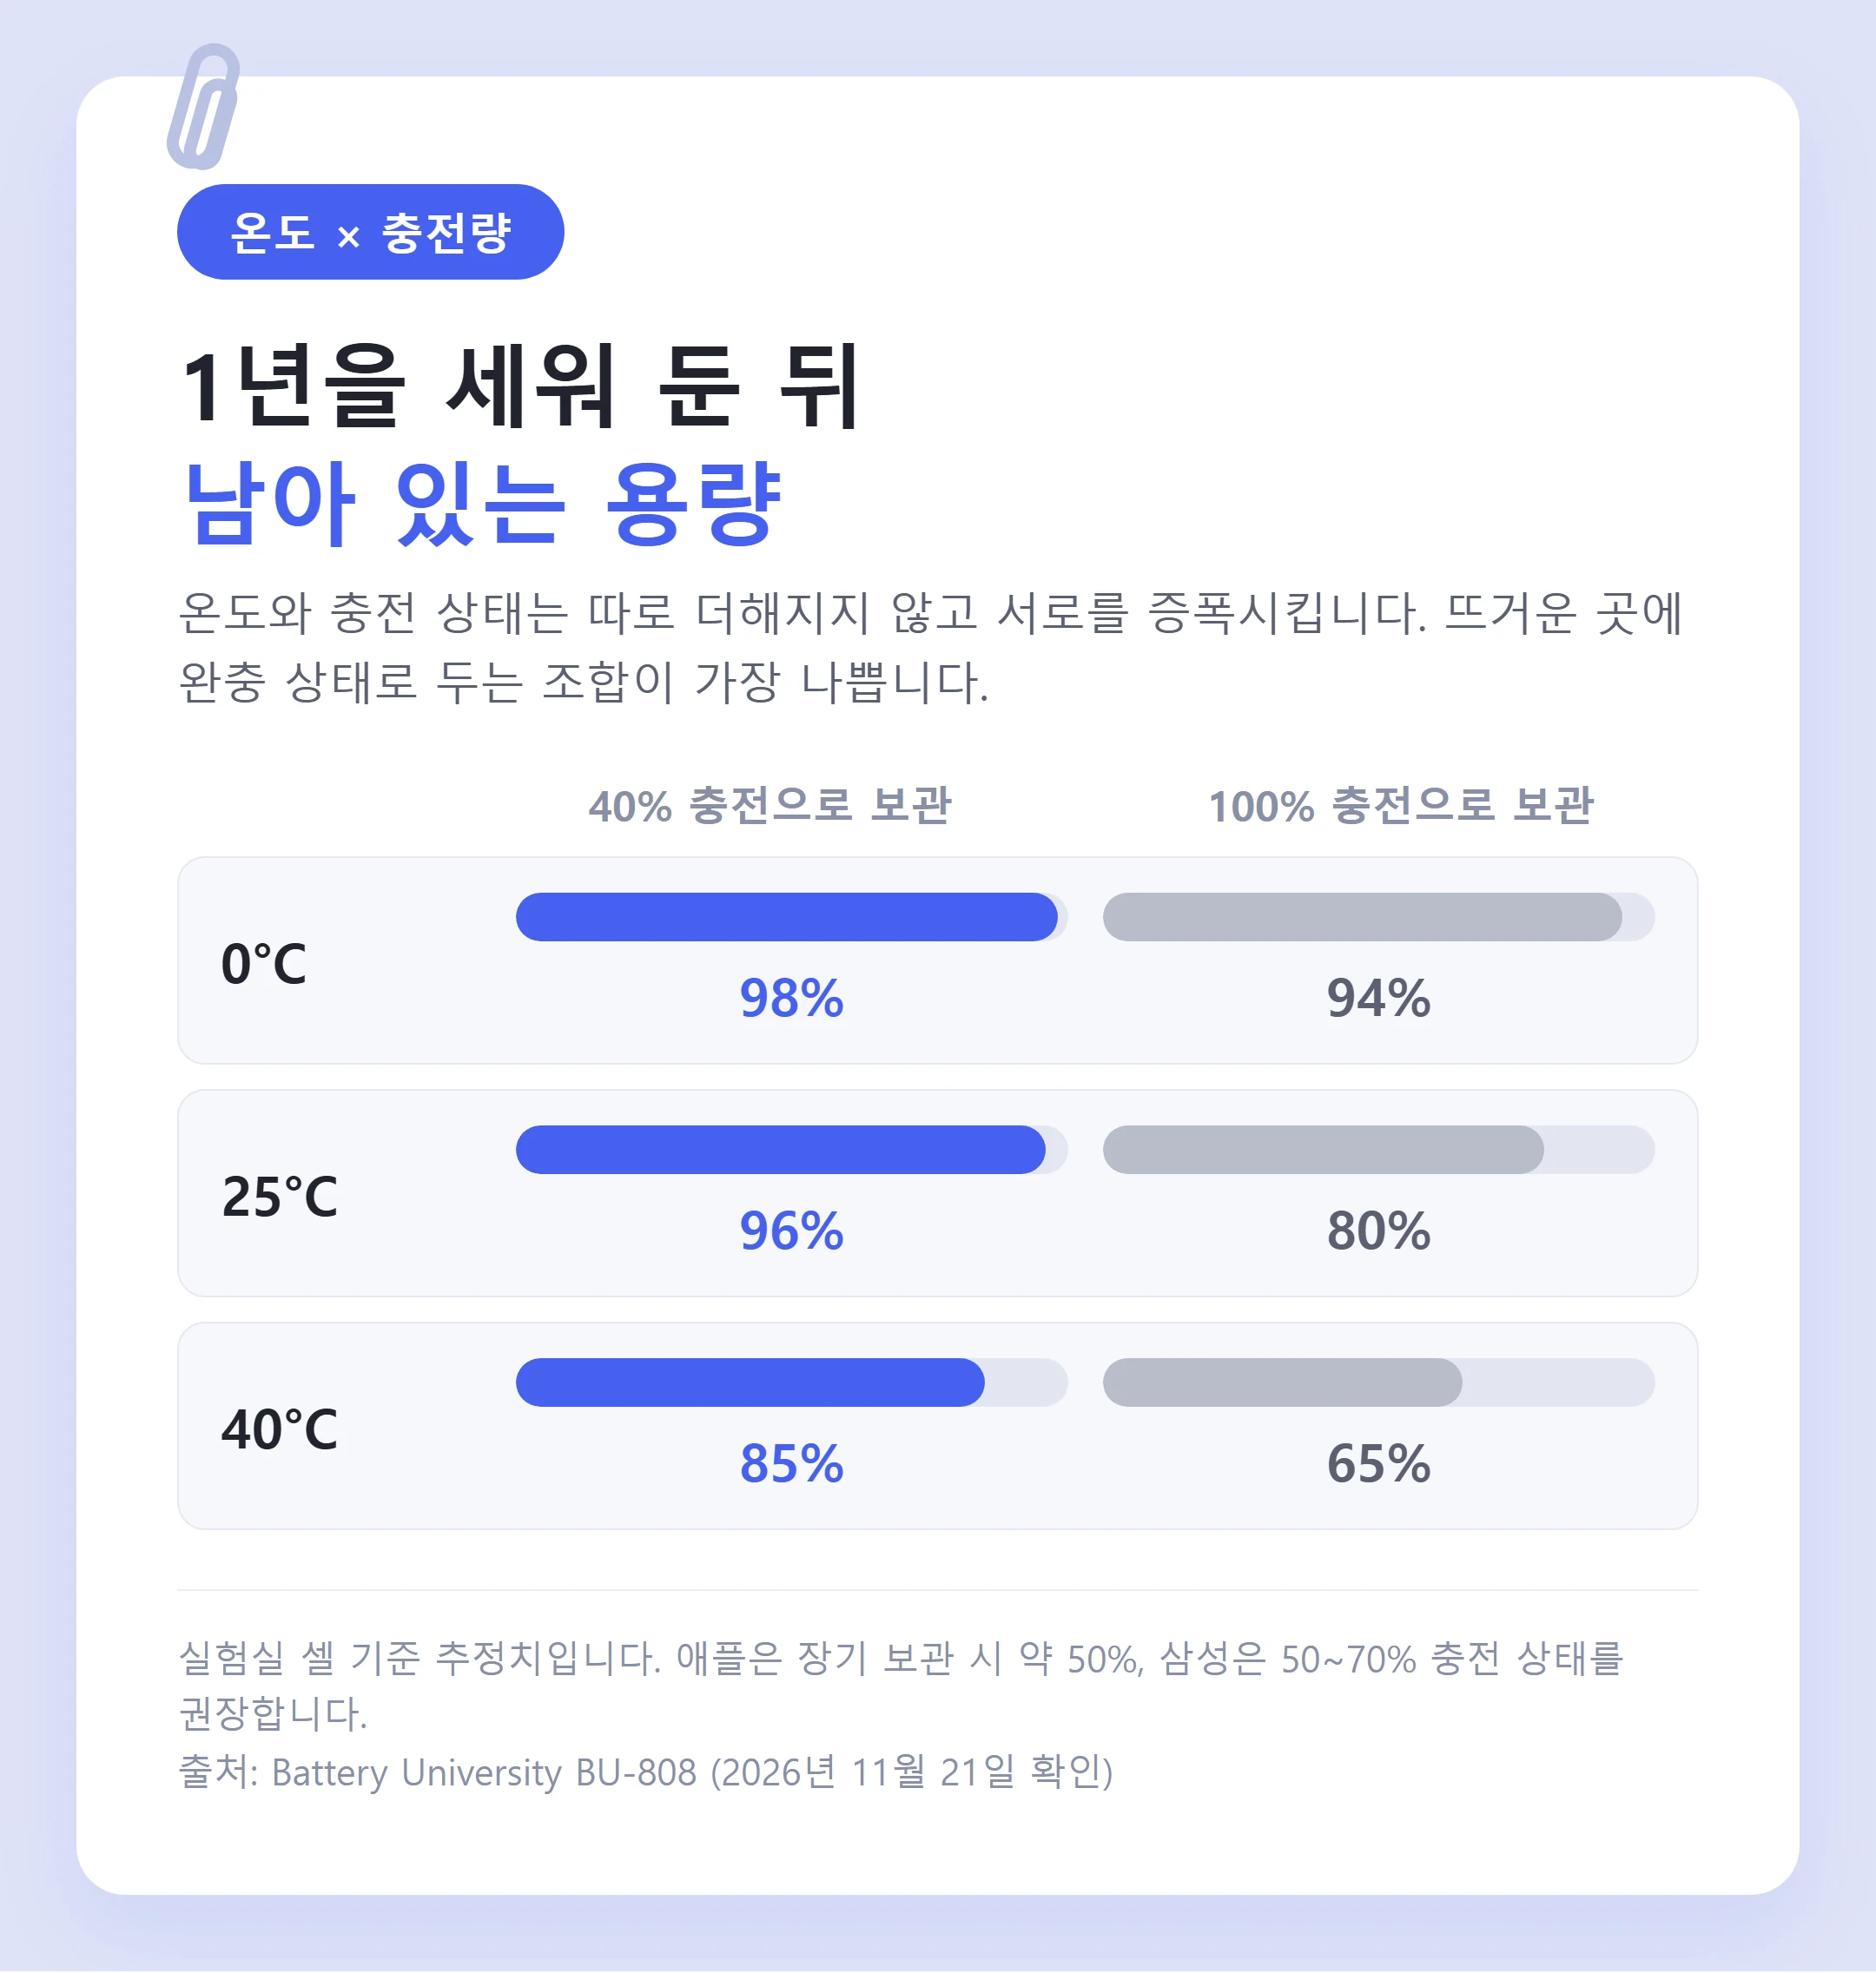 온도 × 충전량
1년을 세워 둔 뒤
남아 있는 용량
온도와 충전 상태는 따로 더해지지 않고 서로를 증폭시킵니다. 뜨거운 곳에
완충 상태로 두는 조합이 가장 나쁩니다.
40% 충전으로 보관 100% 충전으로 보관
0°C
98% 94%
25°C
96% 80%
40°C
85% 65%
실험실 셀 기준 추정치입니다. 애플은 장기 보관 시 약 50%, 삼성은 50~70% 충전 상태를
권장합니다.
출처: Battery University BU-808 (2026년 11월 21일 확인)